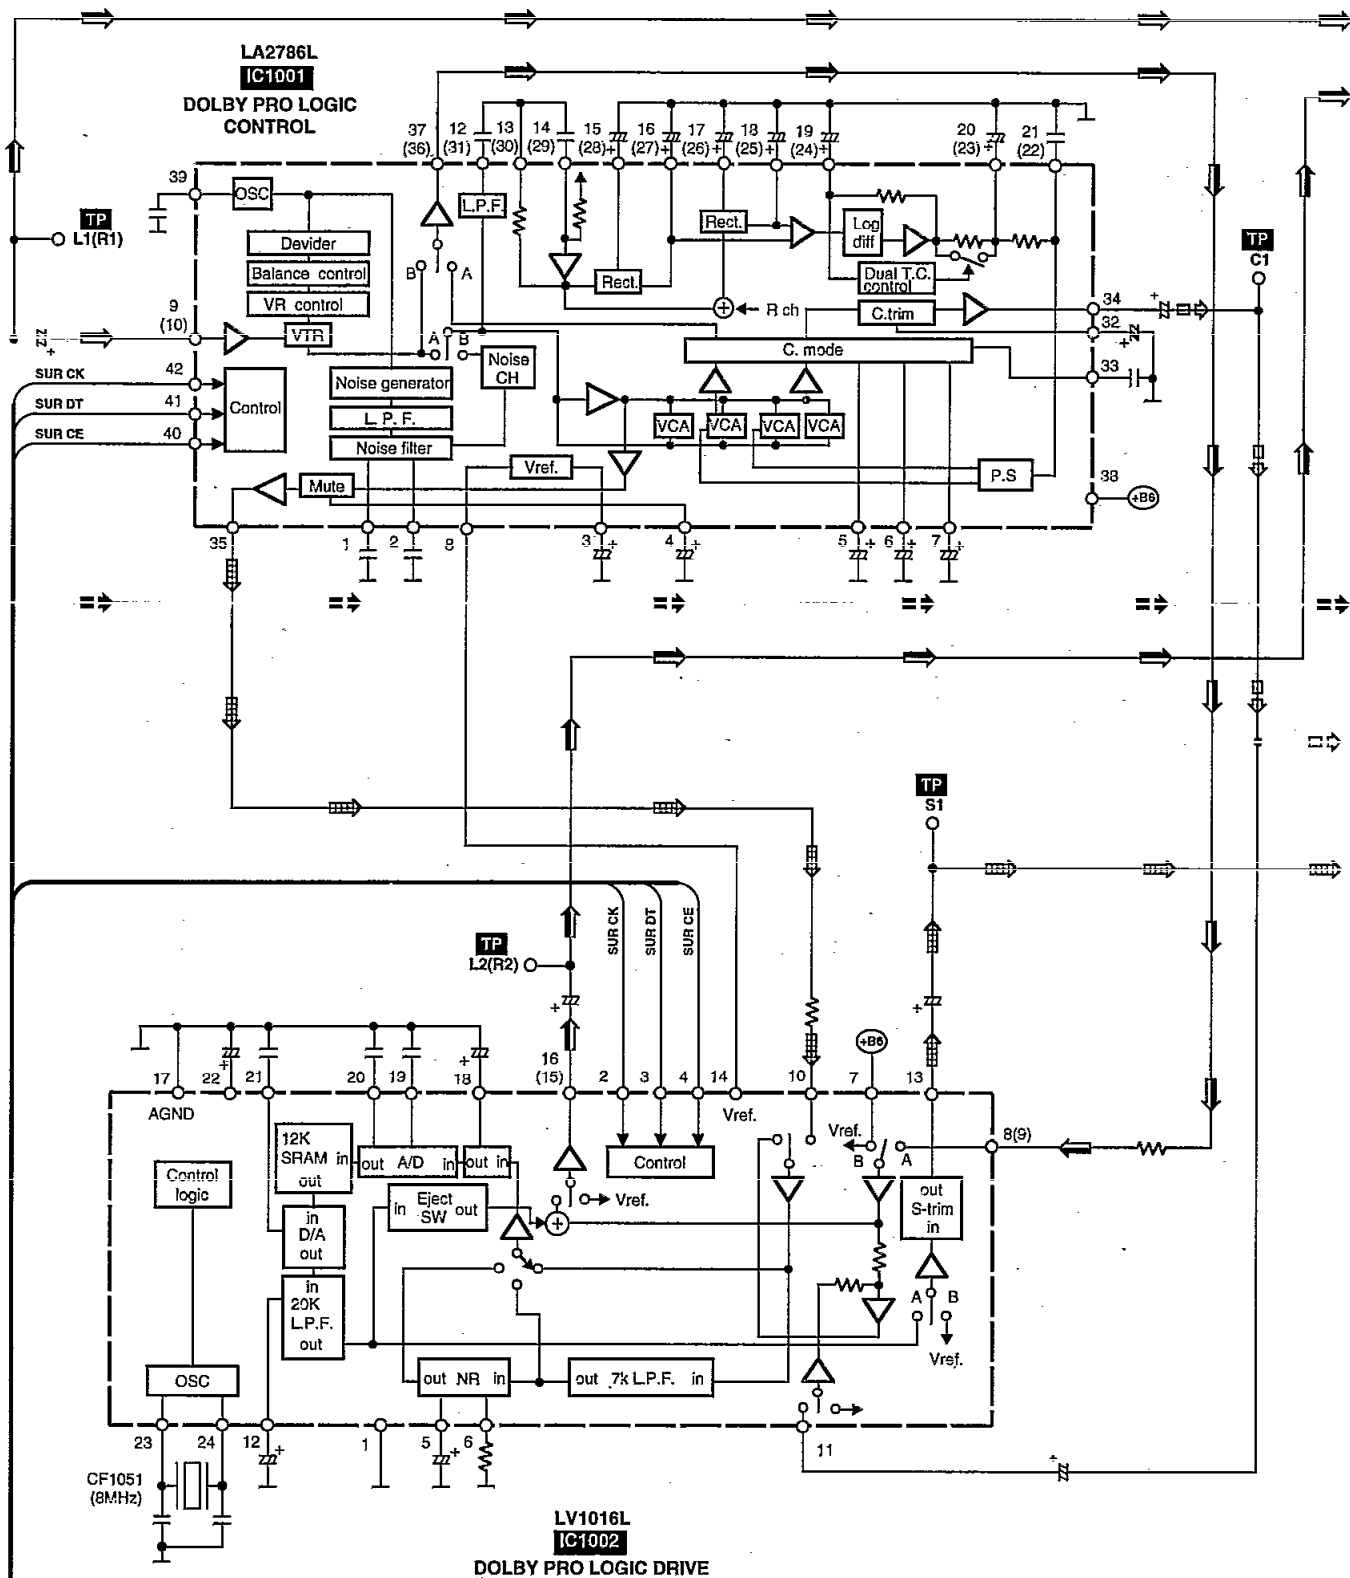 LA2786L
IC1001
DOLBY PRO LOGIC
CONTROL
37
(36)
12
(31)
13
(30)
14
(29)
15
(28)
+
16
(27)
+
17
(26)
+
18
(25)
+
19
(24)
+
20
(23)
+
21
(22)
39
OSC
L.P.F.
TP
L1(R1)
Devider
Balance control
VR control
VTR
B
A
Rect.
Rect.
Log
diff
Dual T.C.
control
TP
C1
9
(10)
+
+ R ch
C.trim
34
+
32
+
A
B
C. mode
33
SUR CK
42
SUR DT
41
SUR CE
40
Control
Noise generator
L. P. F.
Noise filter
Noise
CH
VCA
VCA
VCA
VCA
Vref.
Mute
P.S
38
+B6
35
1
2
8
3
+
4
+
5
+
6
+
7
+
TP
S1
SUR CK
SUR DT
SUR CE
TP
L2(R2)
+
+
+B6
17
22
+
21
20
19
18
+
16
(15)
2
3
4
14
10
7
13
AGND
Vref.
8(9)
12K
SRAM in
out
out A/D in
out in
Control
Vref.
B
A
Control
logic
in Eject out
SW
Vref.
+
out
S-trim
in
in
D/A
out
in
20K
L.P.F.
out
A
B
Vref.
OSC
out NR in
out 7k L.P.F. in
23
24
12
+
1
5
+
6
11
+
CF1051
(8MHz)
LV1016L
IC1002
DOLBY PRO LOGIC DRIVE